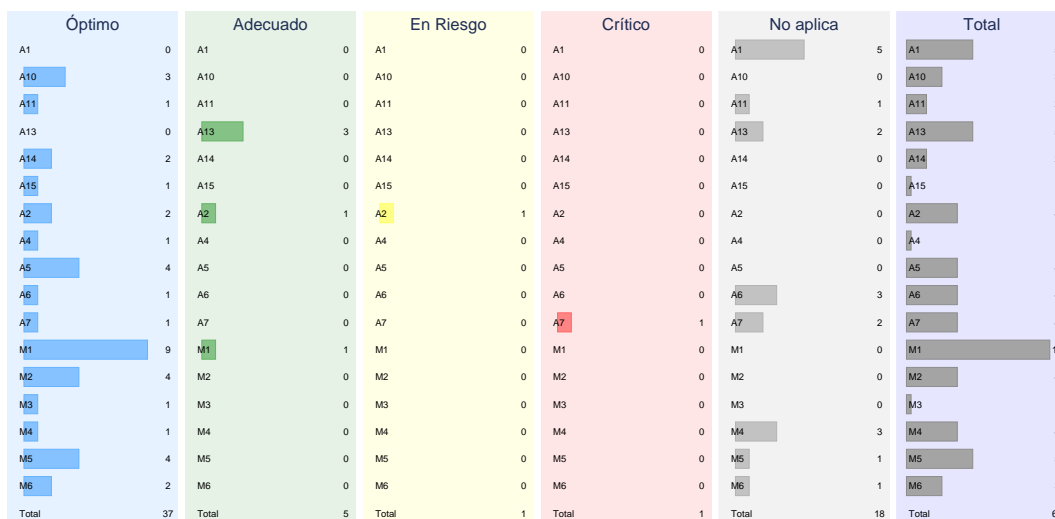 Óptimo Adecuado En Riesgo Crítico No aplica Total
A1 0 A1 0 A1 0 A1 0 A1 5 A1
A10 3 A10 0 A10 0 A10 0 A10 0 A10
A11 1 A11 0 A11 0 A11 0 A11 1 A11
A13 0 A13 3 A13 0 A13 0 A13 2 A13
A14 2 A14 0 A14 0 A14 0 A14 0 A14
A15 1 A15 0 A15 0 A15 0 A15 0 A15
A2 2 A2 1 A2 1 A2 0 A2 0 A2
A4 1 A4 0 A4 0 A4 0 A4 0 A4
A5 4 A5 0 A5 0 A5 0 A5 0 A5
A6 1 A6 0 A6 0 A6 0 A6 3 A6
A7 1 A7 0 A7 0 A7 1 A7 2 A7
M1 9 M1 1 M1 0 M1 0 M1 0 M1
M2 4 M2 0 M2 0 M2 0 M2 0 M2
M3 1 M3 0 M3 0 M3 0 M3 0 M3
M4 1 M4 0 M4 0 M4 0 M4 3 M4
M5 4 M5 0 M5 0 M5 0 M5 1 M5
M6 2 M6 0 M6 0 M6 0 M6 1 M6
Total 37 Total 5 Total 1 Total 1 Total 18 Total